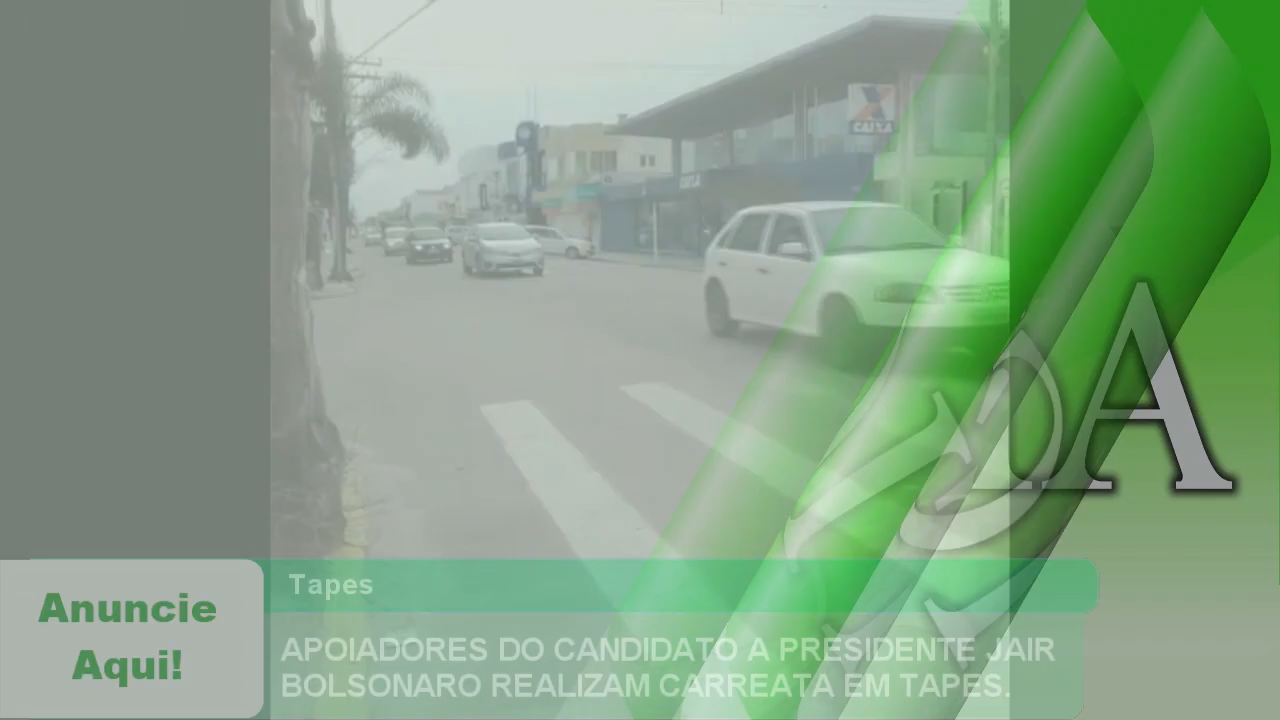 CAIXA
A
Tapes
Anuncie
Aqui!
APOIADORES DO CANDIDATO A PRESIDENTE JAIR
BOLSONARO REALIZAM CARREATA EM TAPES.